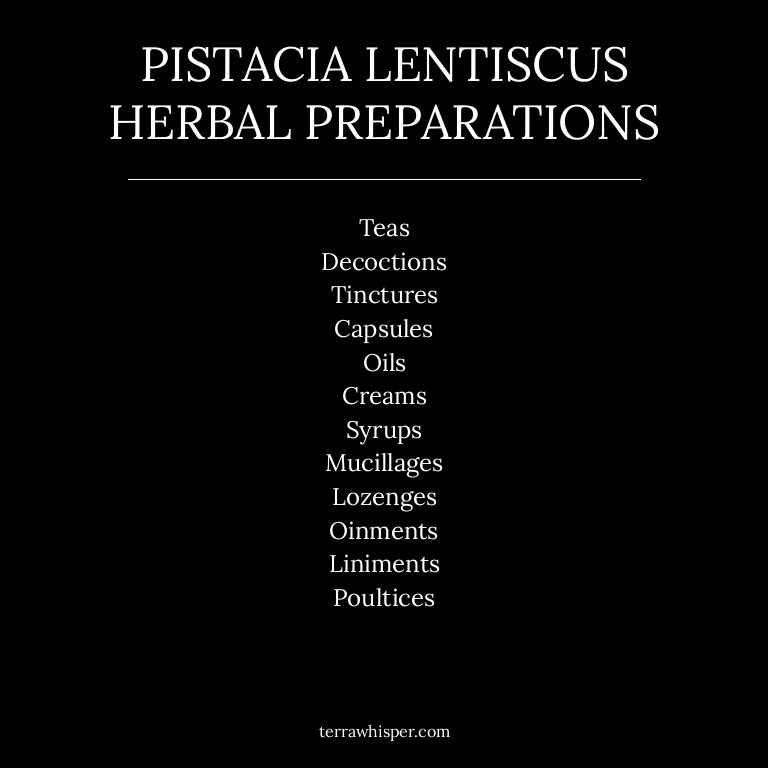 PISTACIA LENTISCUS
HERBAL PREPARATIONS
Teas
Decoctions
Tinctures
Capsules
Oils
Creams
Syrups
Mucillages
Lozenges
Oinments
Liniments
Poultices
terrawhisper.com